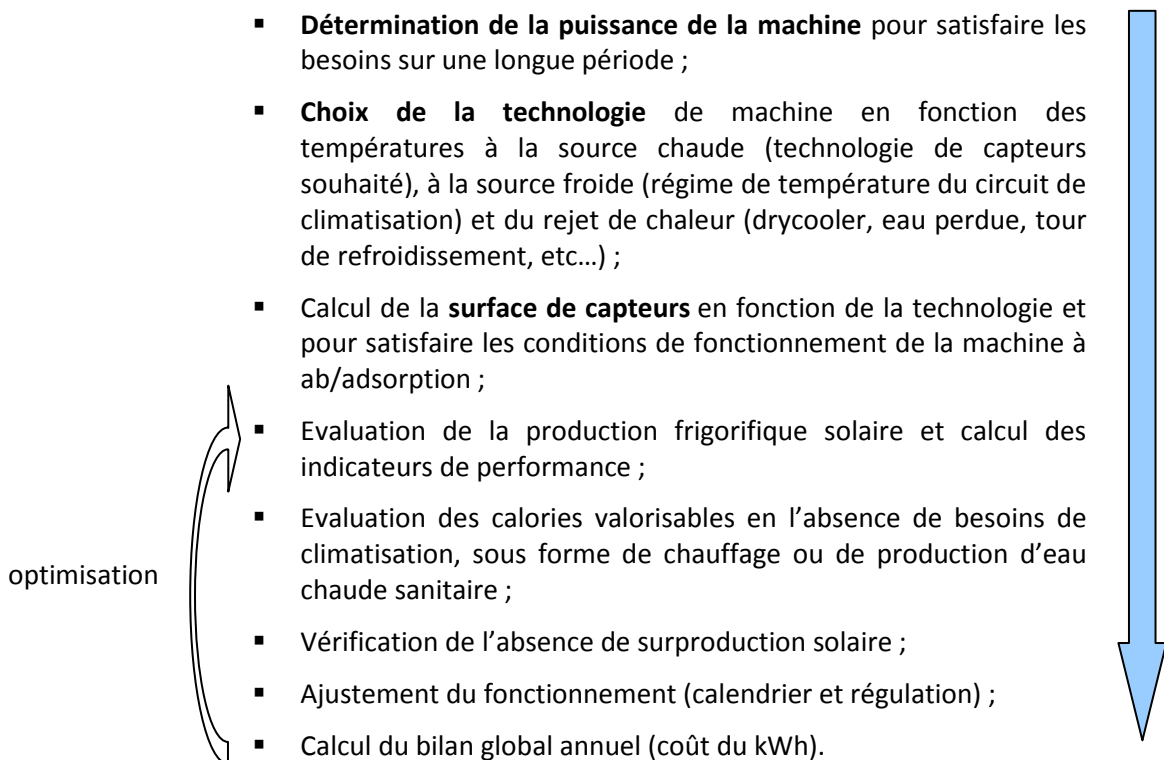 ▪ Détermination de la puissance de la machine pour satisfaire les
besoins sur une longue période ;
▪ Choix de la technologie de machine en fonction des
températures à la source chaude (technologie de capteurs
souhaité), à la source froide (régime de température du circuit de
climatisation) et du rejet de chaleur (drycooler, eau perdue, tour
de refroidissement, etc…) ;
▪ Calcul de la surface de capteurs en fonction de la technologie et
pour satisfaire les conditions de fonctionnement de la machine à
ab/adsorption ;
▪ Evaluation de la production frigorifique solaire et calcul des
indicateurs de performance ;
▪ Evaluation des calories valorisables en l’absence de besoins de
climatisation, sous forme de chauffage ou de production d’eau
chaude sanitaire ;
optimisation
▪ Vérification de l’absence de surproduction solaire ;
▪ Ajustement du fonctionnement (calendrier et régulation) ;
▪ Calcul du bilan global annuel (coût du kWh).